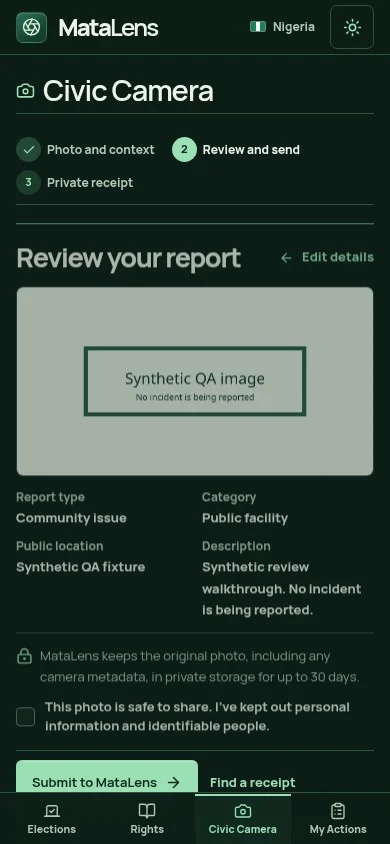 MataLens
Nigeria
Civic Camera
Photo and context
2 Review and send
3 Private receipt
Review your report
← Edit details
Synthetic QA image
No incident is being reported
Report type
Community issue
Category
Public facility
Public location
Synthetic QA fixture
Description
Synthetic review
walkthrough. No incident
is being reported.
MataLens keeps the original photo, including any
camera metadata, in private storage for up to 30 days.
This photo is safe to share. I've kept out personal
information and identifiable people.
Submit to MataLens →
Find a receipt
Elections
Rights
Civic Camera
My Actions